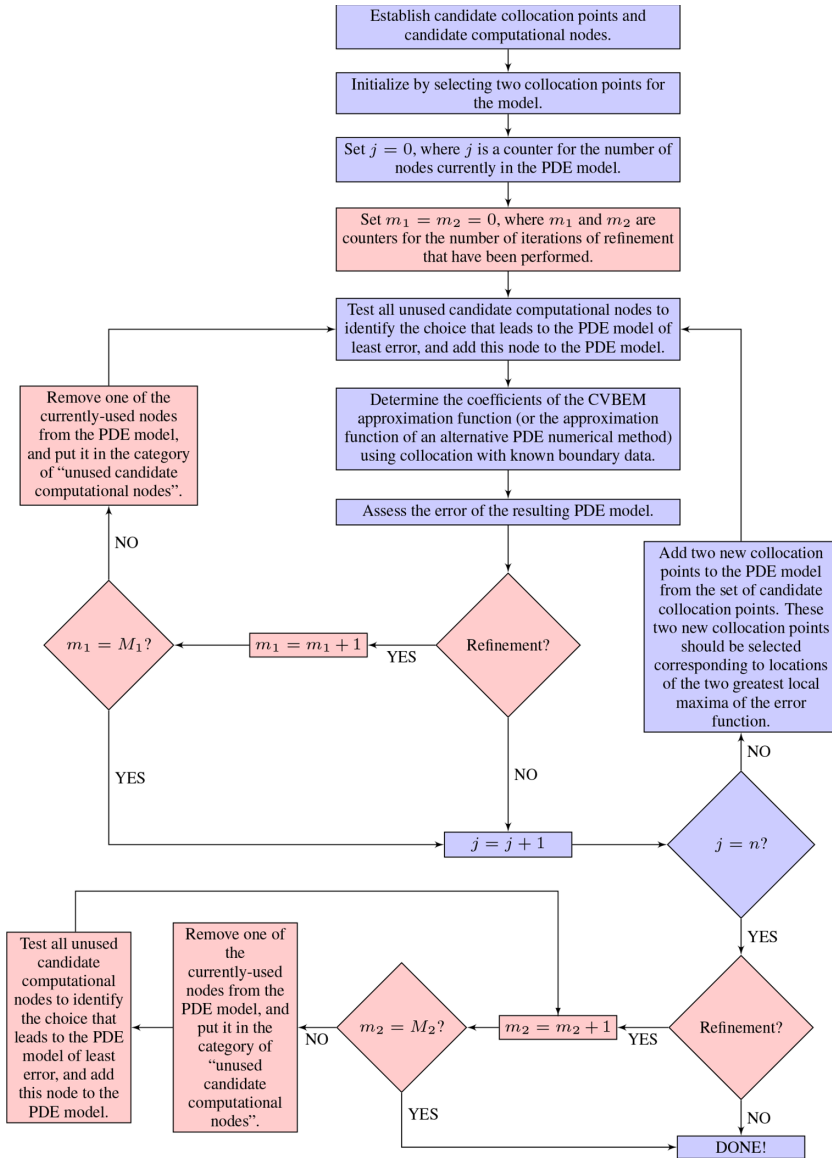 Establish candidate collocation points and
candidate computational nodes.
Initialize by selecting two collocation points for
the model.
Set j = 0, where j is a counter for the number of
nodes currently in the PDE model.
Set m₁ = m₂ = 0, where m₁ and m₂ are
counters for the number of iterations of refinement
that have been performed.
Test all unused candidate computational nodes to
identify the choice that leads to the PDE model of
least error, and add this node to the PDE model.
Remove one of the
currently-used nodes
from the PDE model,
and put it in the category
of “unused candidate
computational nodes”.
Determine the coefficients of the CVBEM
approximation function (or the approximation
function of an alternative PDE numerical method)
using collocation with known boundary data.
Assess the error of the resulting PDE model.
NO
Add two new collocation
points to the PDE model
from the set of candidate
collocation points. These
two new collocation points
should be selected
corresponding to locations
of the two greatest local
maxima of the error
function.
m₁ = M₁?
m₁ = m₁ + 1
YES
Refinement?
NO
YES
NO
j = j + 1
j = n?
YES
Test all unused
candidate
computational
nodes to identify
the choice that
leads to the PDE
model of least
error, and add
this node to the
PDE model.
Remove one of
the
currently-used
nodes from the
PDE model, and
put it in the
category of
“unused
candidate
computational
nodes”.
NO
m₂ = M₂?
m₂ = m₂ + 1
YES
Refinement?
YES
NO
DONE!